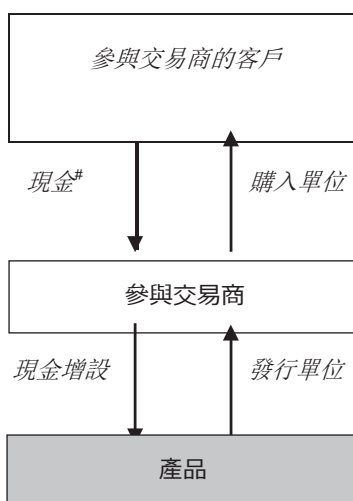 參與交易商的客戶
現金# 購入單位
參與交易商
現金增設 發行單位
產品